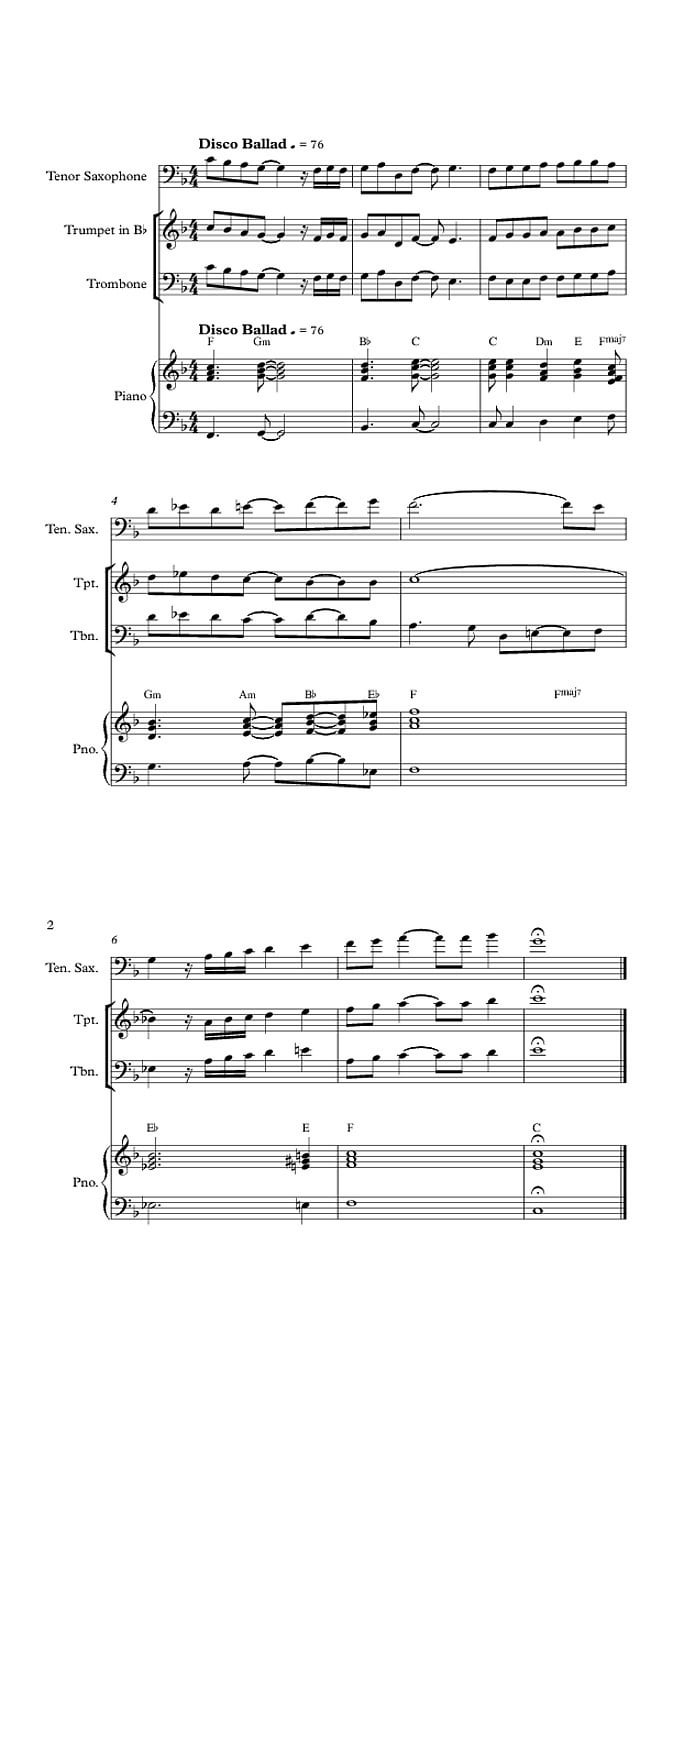 Disco Ballad ♩ = 76
Tenor Saxophone
Trumpet in B♭
Trombone
Disco Ballad ♩ = 76
F Gm B♭ C C Dm E Fmaj7
Piano
4
Ten. Sax.
Tpt.
Tbn.
Gm Am B♭ E♭ F Fmaj7
Pno.
2
6
Ten. Sax.
Tpt.
Tbn.
E♭ E F C
Pno.